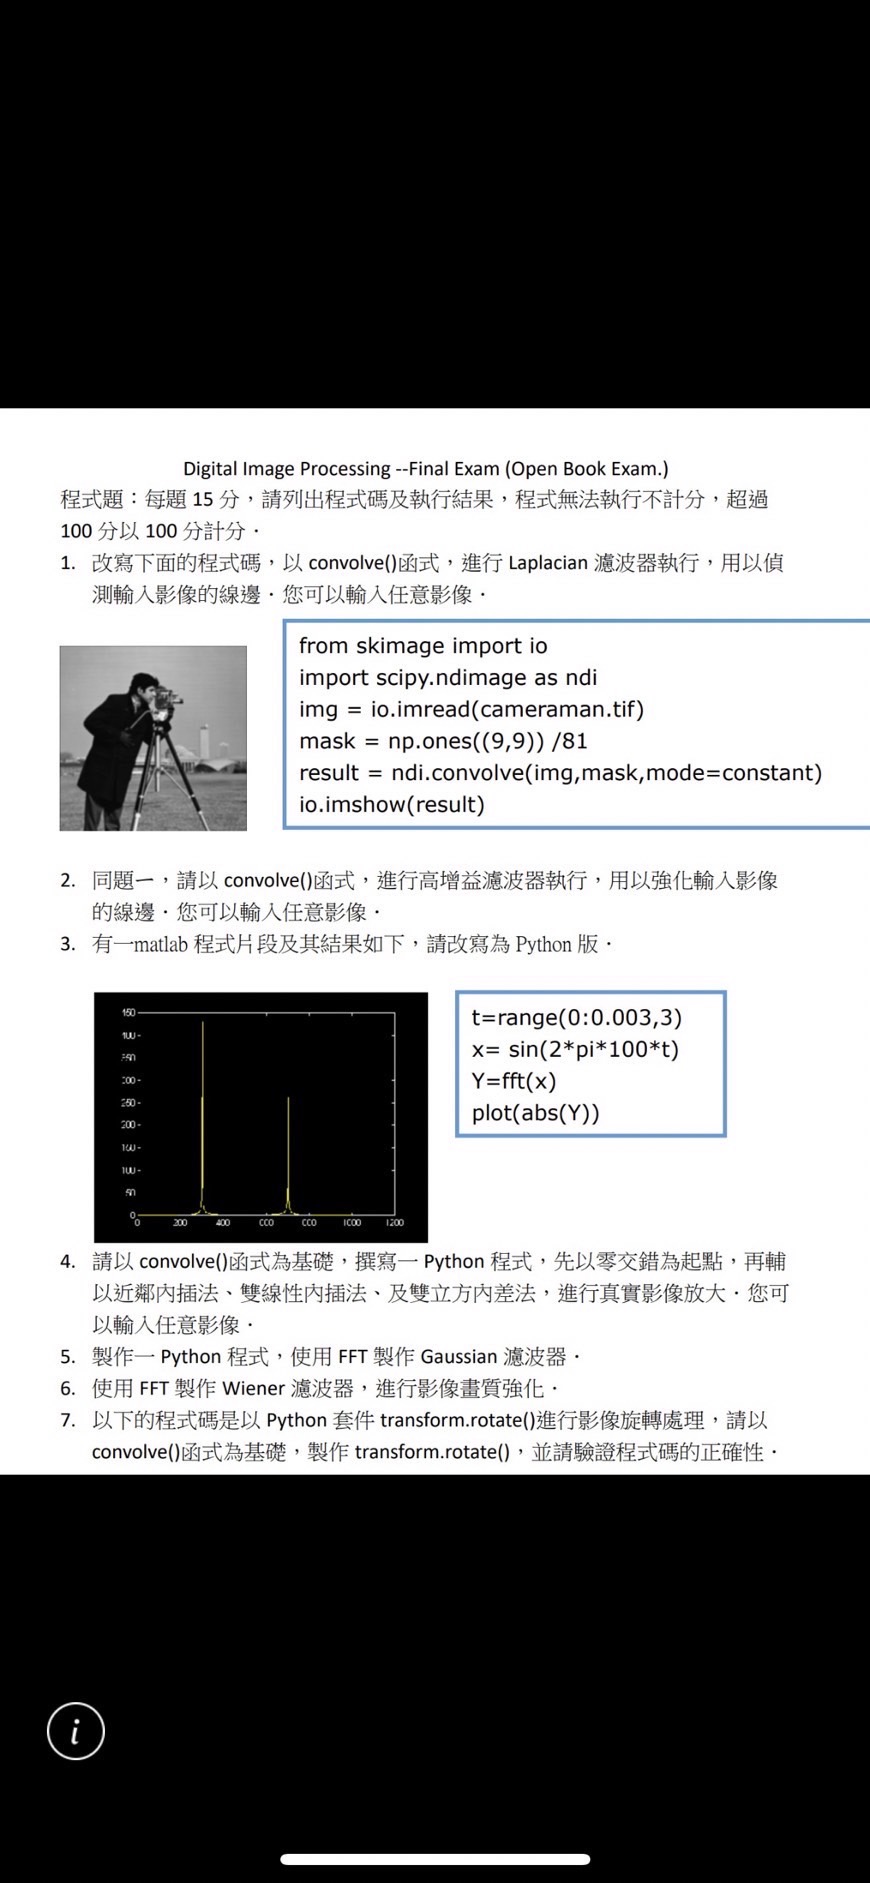 Digital Image Processing --Final Exam (Open Book Exam.)
程式題：每題 15 分，請列出程式碼及執行結果，程式無法執行不計分，超過
100 分以 100 分計分．
1. 改寫下面的程式碼，以 convolve()函式，進行 Laplacian 濾波器執行，用以偵
測輸入影像的線邊．您可以輸入任意影像．
from skimage import io
import scipy.ndimage as ndi
img = io.imread(cameraman.tif)
mask = np.ones((9,9)) /81
result = ndi.convolve(img,mask,mode=constant)
io.imshow(result)
2. 同題一，請以 convolve()函式，進行高增益濾波器執行，用以強化輸入影像
的線邊．您可以輸入任意影像．
3. 有一matlab 程式片段及其結果如下，請改寫為 Python 版．
250
200
50
0
0
200
400
1200
t=range(0:0.003,3)
x= sin(2*pi*100*t)
Y=fft(x)
plot(abs(Y))
4. 請以 convolve()函式為基礎，撰寫一 Python 程式，先以零交錯為起點，再輔
以近鄰內插法、雙線性內插法、及雙立方內差法，進行真實影像放大．您可
以輸入任意影像．
5. 製作一 Python 程式，使用 FFT 製作 Gaussian 濾波器．
6. 使用 FFT 製作 Wiener 濾波器，進行影像畫質強化．
7. 以下的程式碼是以 Python 套件 transform.rotate()進行影像旋轉處理，請以
convolve()函式為基礎，製作 transform.rotate()，並請驗證程式碼的正確性．
i